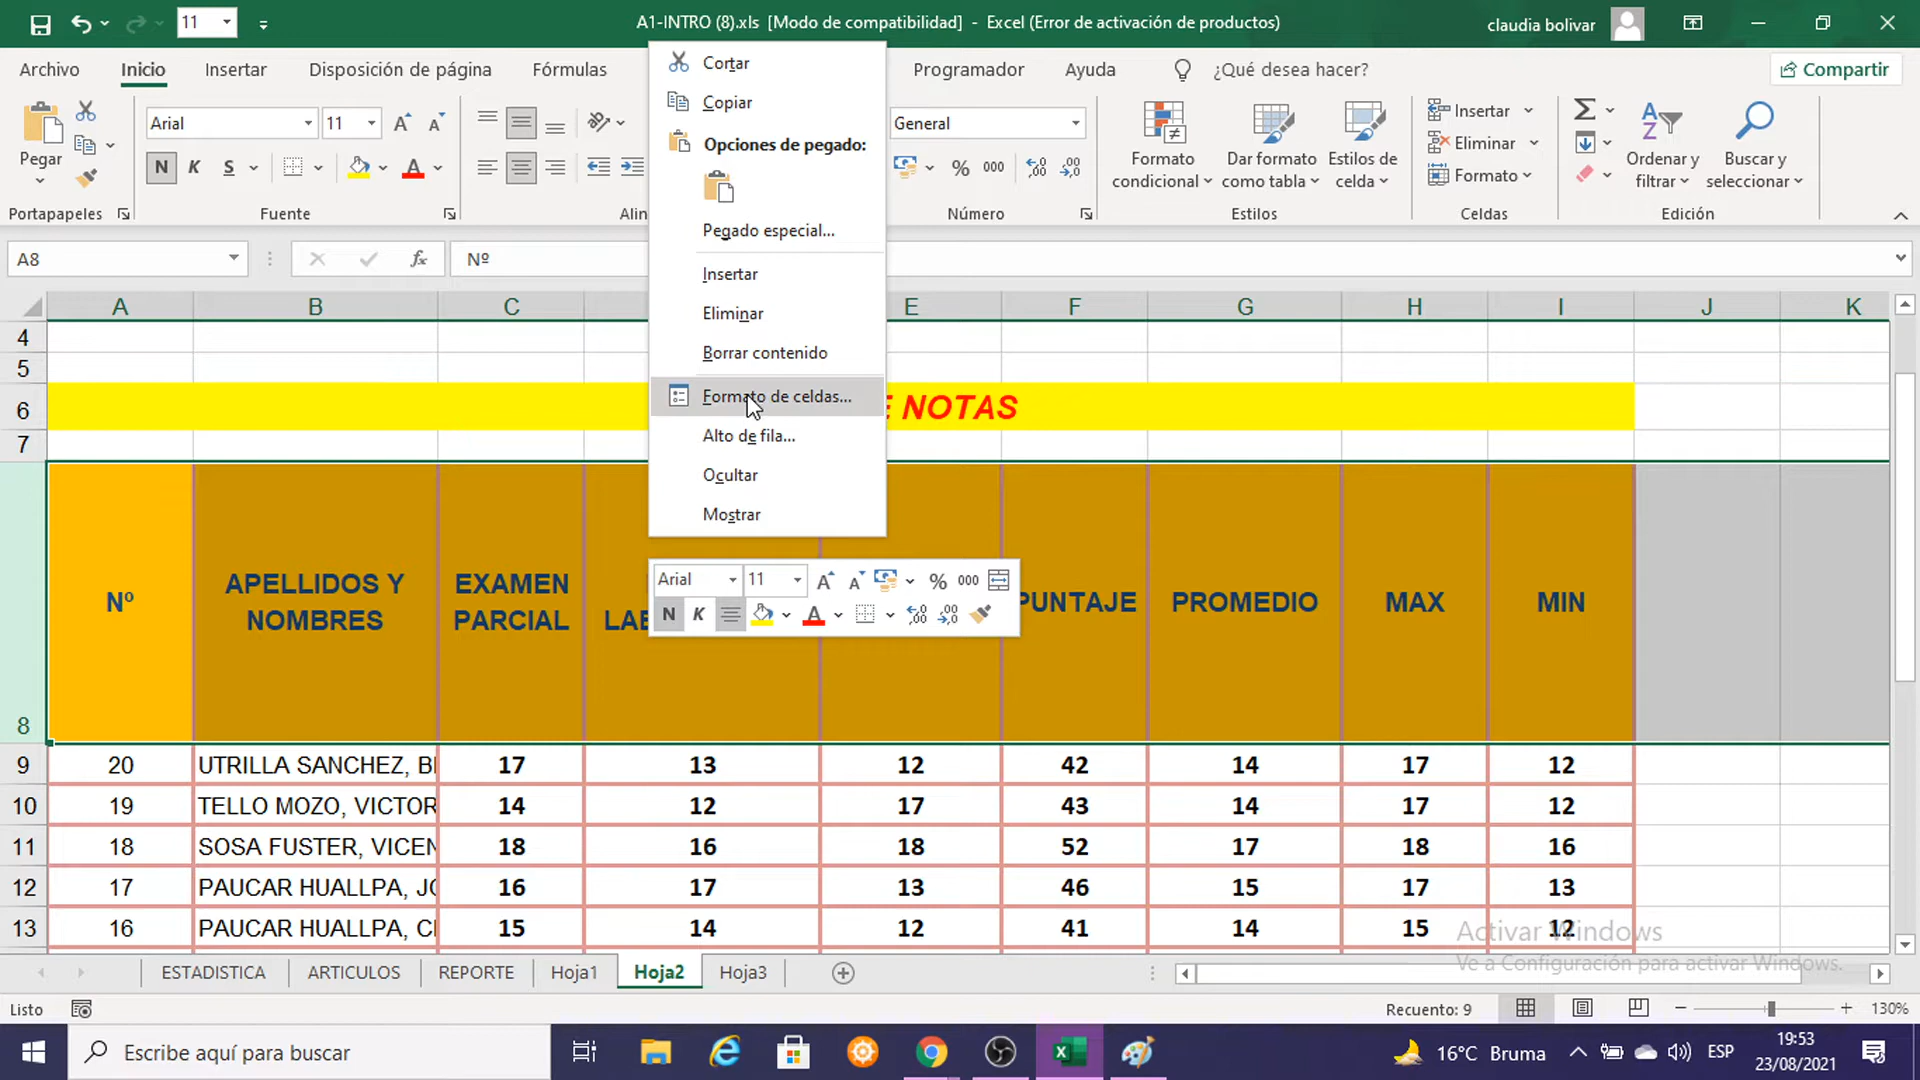 11
A1-INTRO (8).xls [Modo de compatibilidad] - Excel (Error de activación de productos)
claudia bolivar
Archivo Inicio Insertar Disposición de página Fórmulas Programador Ayuda ¿Qué desea hacer? Compartir
Pegar
Portapapeles
Arial 11
N K S
Fuente
Alin
General
% 000
Número
Formato condicional
Dar formato como tabla
Estilos de celda
Estilos
Insertar
Eliminar
Formato
Celdas
Ordenar y filtrar
Buscar y seleccionar
Edición
Cortar
Copiar
Opciones de pegado:
Pegado especial...
Insertar
Eliminar
Borrar contenido
Formato de celdas...
Alto de fila...
Ocultar
Mostrar
A8 fx Nº
A B C E F G H I J K
4
5
6 E NOTAS
7
8 Nº APELLIDOS Y NOMBRES EXAMEN PARCIAL LAB PUNTAJE PROMEDIO MAX MIN
Arial 11 % 000
N K
9 20 UTRILLA SANCHEZ, BI 17 13 12 42 14 17 12
10 19 TELLO MOZO, VICTOR 14 12 17 43 14 17 12
11 18 SOSA FUSTER, VICEN 18 16 18 52 17 18 16
12 17 PAUCAR HUALLPA, JO 16 17 13 46 15 17 13
13 16 PAUCAR HUALLPA, CI 15 14 12 41 14 15 12
Activar Windows
Ve a Configuración para activar Windows.
ESTADISTICA ARTICULOS REPORTE Hoja1 Hoja2 Hoja3
Listo Recuento: 9 130%
Escribe aquí para buscar
16°C Bruma ESP 19:53
23/08/2021